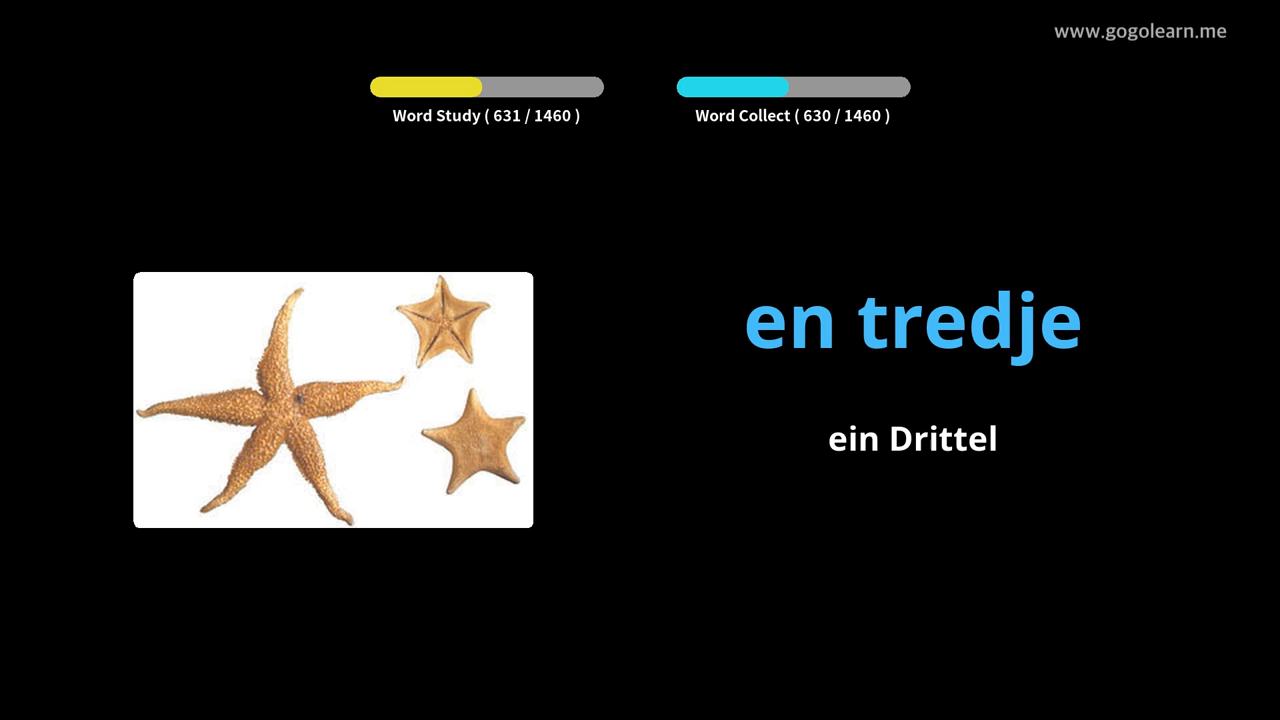 www.gogolearn.me
Word Study ( 631 / 1460 )
Word Collect ( 630 / 1460 )
en tredje
ein Drittel